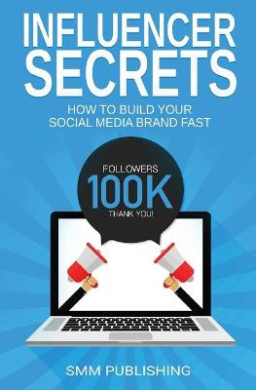 INFLUENCER
SECRETS
HOW TO BUILD YOUR
SOCIAL MEDIA BRAND FAST
FOLLOWERS
100K
THANK YOU!
SMM PUBLISHING